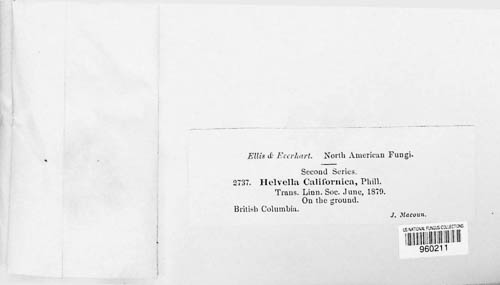 Ellis & Everhart. North American Fungi.
Second Series.
2737. Helvella Californica, Phill.
Trans. Linn. Soc. June, 1879.
On the ground.
British Columbia.
J. Macoun.
US NATIONAL FUNGUS COLLECTIONS
960211